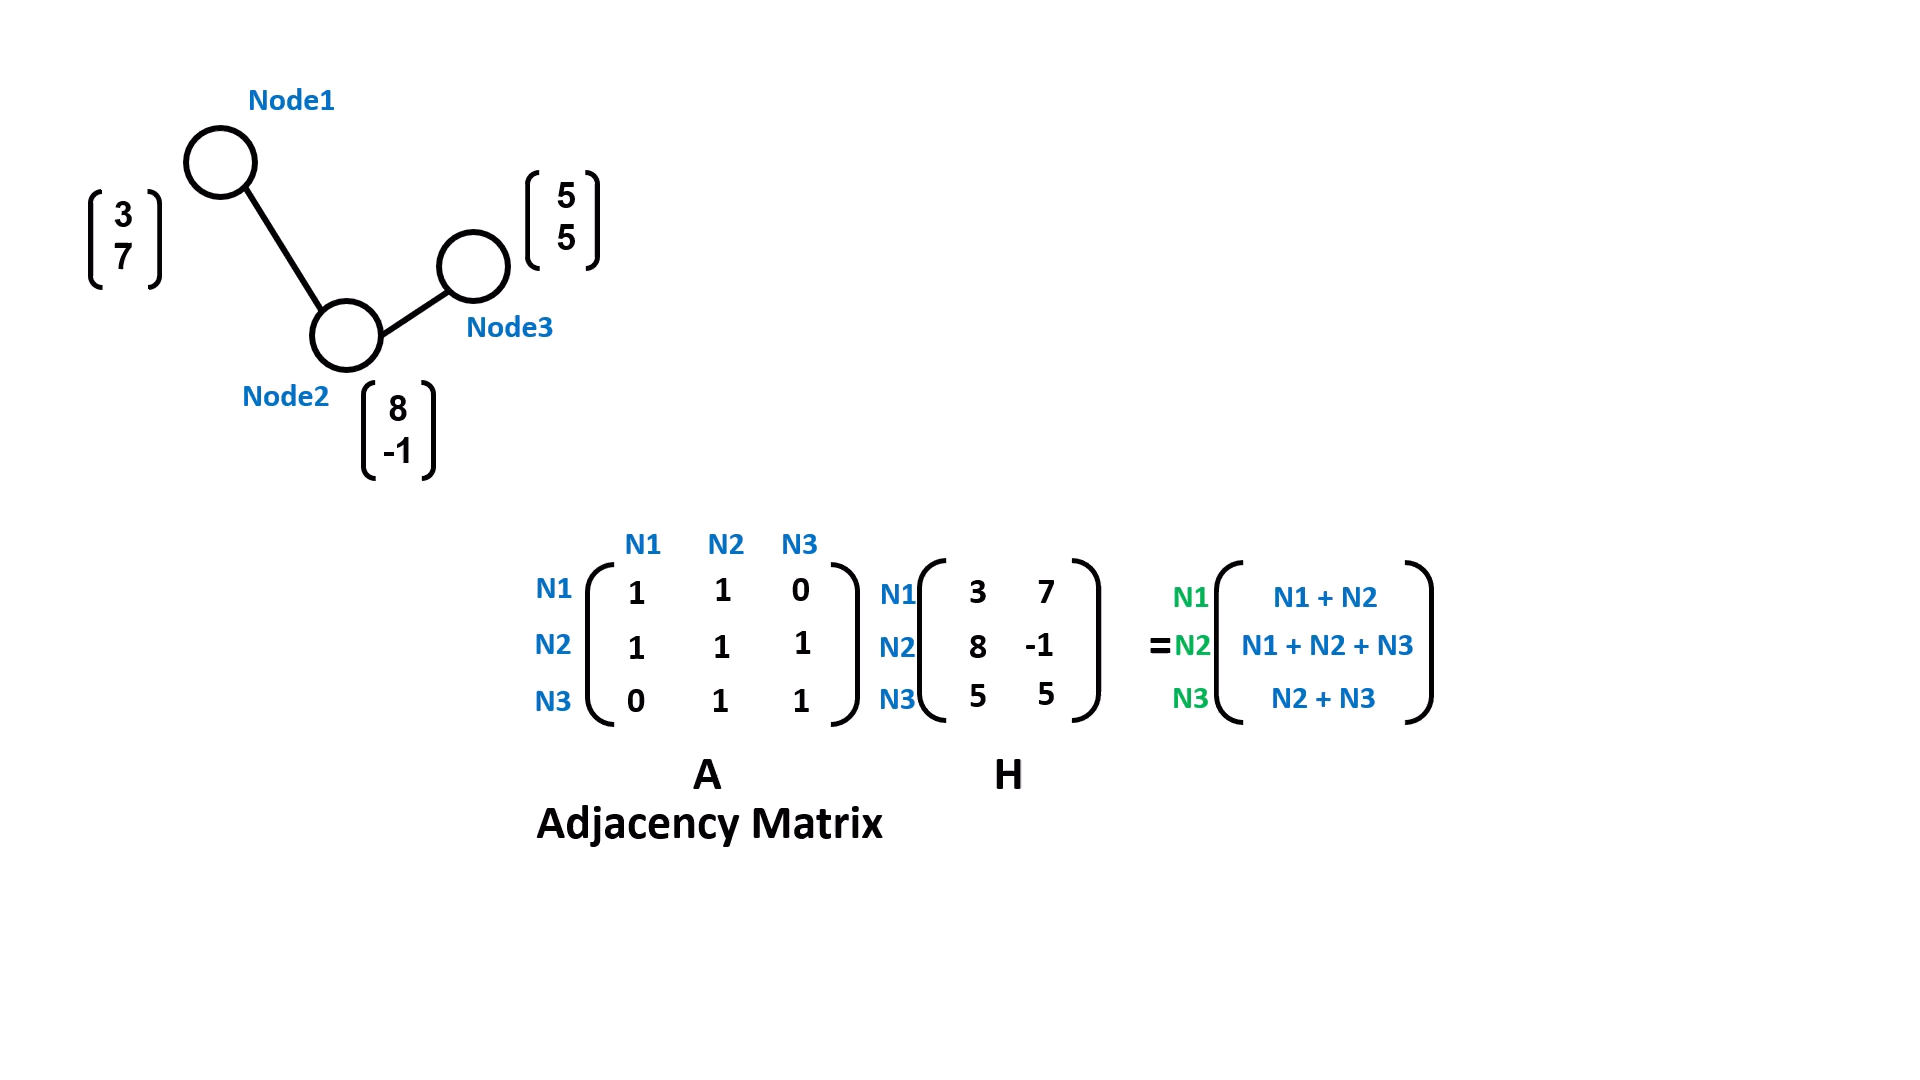 Node1
3
7
5
5
Node3
Node2
8
-1
N1 N2 N3
N1 1 1 0 N1 3 7 N1 N1 + N2
N2 1 1 1 N2 8 -1 =N2 N1 + N2 + N3
N3 0 1 1 N3 5 5 N3 N2 + N3
A H
Adjacency Matrix